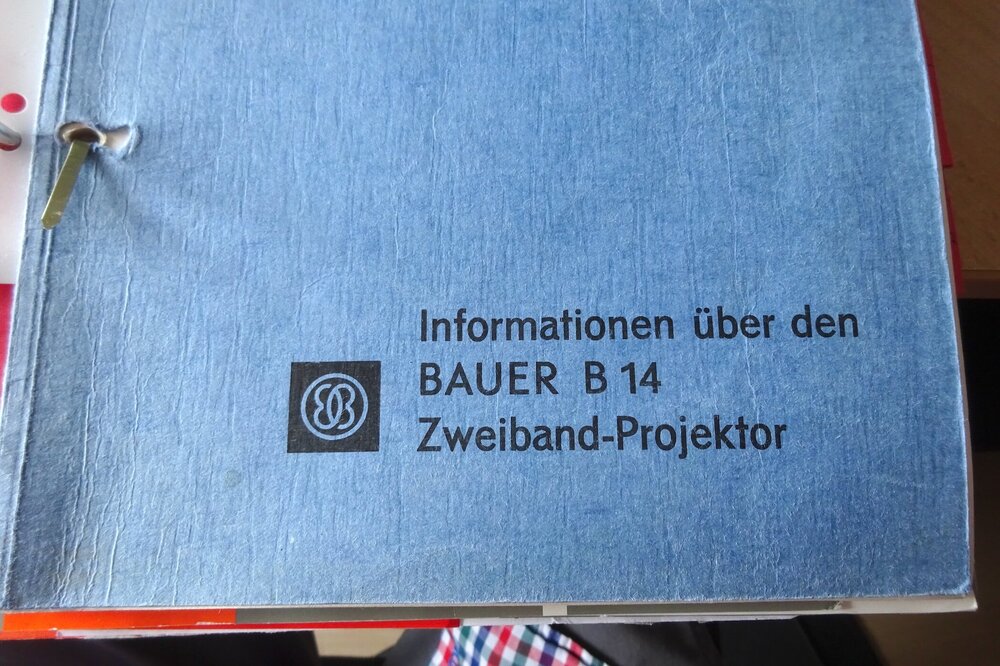 Informationen über den
BAUER B 14
Zweiband-Projektor